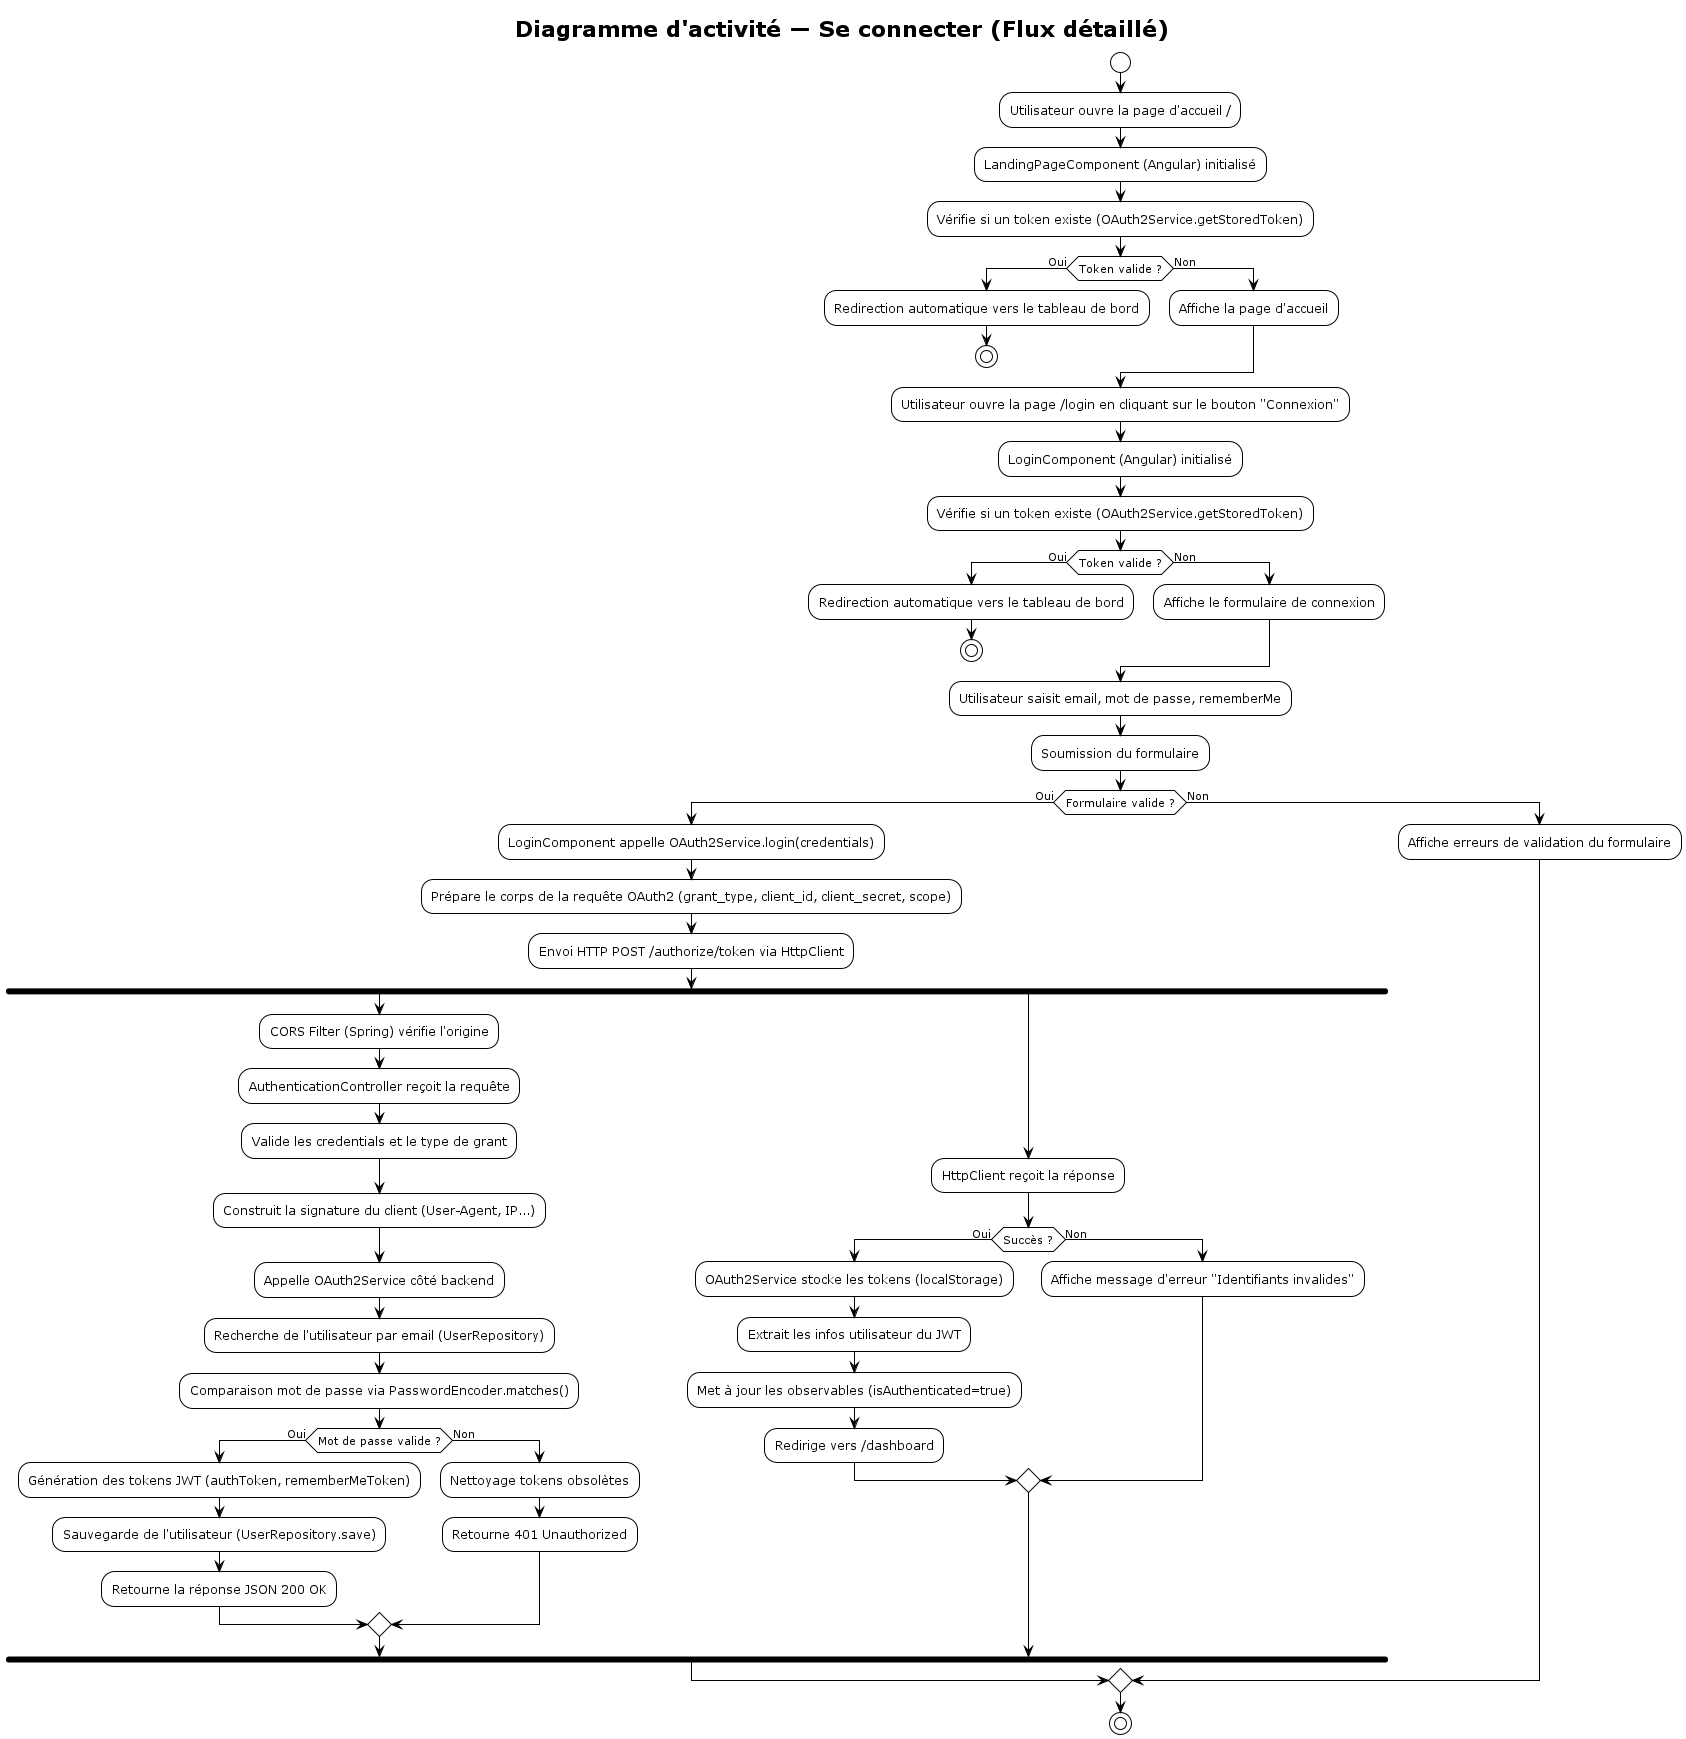 Diagramme d'activité — Se connecter (Flux détaillé)
Utilisateur ouvre la page d'accueil /
LandingPageComponent (Angular) initialisé
Vérifie si un token existe (OAuth2Service.getStoredToken)
Token valide ?
Oui
Non
Redirection automatique vers le tableau de bord
Affiche la page d'accueil
Utilisateur ouvre la page /login en cliquant sur le bouton "Connexion"
LoginComponent (Angular) initialisé
Vérifie si un token existe (OAuth2Service.getStoredToken)
Token valide ?
Oui
Non
Redirection automatique vers le tableau de bord
Affiche le formulaire de connexion
Utilisateur saisit email, mot de passe, rememberMe
Soumission du formulaire
Formulaire valide ?
Oui
Non
LoginComponent appelle OAuth2Service.login(credentials)
Affiche erreurs de validation du formulaire
Prépare le corps de la requête OAuth2 (grant_type, client_id, client_secret, scope)
Envoi HTTP POST /authorize/token via HttpClient
CORS Filter (Spring) vérifie l'origine
AuthenticationController reçoit la requête
Valide les credentials et le type de grant
Construit la signature du client (User-Agent, IP...)
Appelle OAuth2Service côté backend
Recherche de l'utilisateur par email (UserRepository)
Comparaison mot de passe via PasswordEncoder.matches()
Mot de passe valide ?
Oui
Non
Génération des tokens JWT (authToken, rememberMeToken)
Sauvegarde de l'utilisateur (UserRepository.save)
Retourne la réponse JSON 200 OK
Nettoyage tokens obsolètes
Retourne 401 Unauthorized
HttpClient reçoit la réponse
Succès ?
Oui
Non
OAuth2Service stocke les tokens (localStorage)
Extrait les infos utilisateur du JWT
Met à jour les observables (isAuthenticated=true)
Redirige vers /dashboard
Affiche message d'erreur "Identifiants invalides"